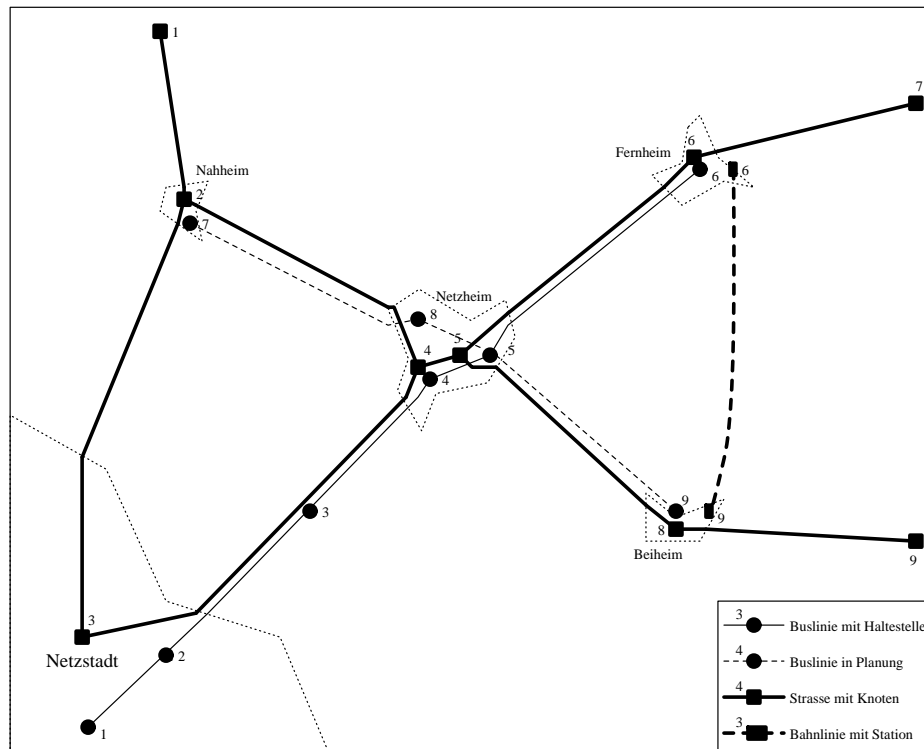 1
7
6
Fernheim
6
6
Nahheim
2
7
Netzheim
8
5
5
4
4
3
9
8
9
Beiheim
9
3
Netzstadt
2
1
3 Buslinie mit Haltestelle
4 Buslinie in Planung
4 Strasse mit Knoten
3 Bahnlinie mit Station